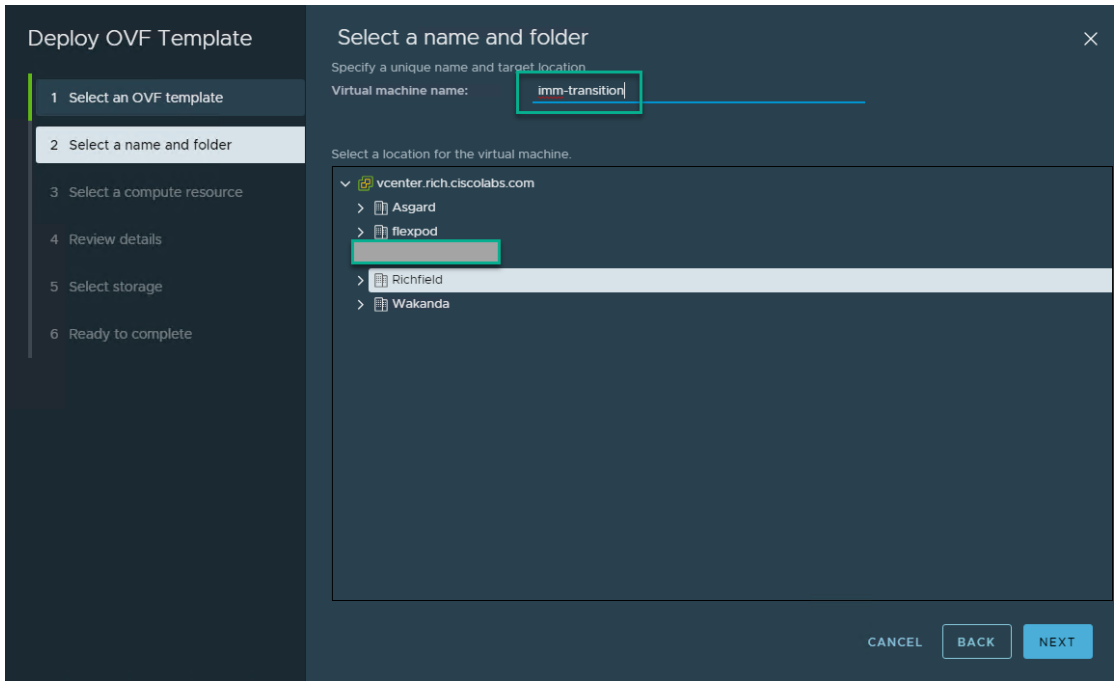 Deploy OVF Template
1 Select an OVF template
2 Select a name and folder
3 Select a compute resource
4 Review details
5 Select storage
6 Ready to complete
Select a name and folder
Specify a unique name and target location
Virtual machine name: imm-transition
Select a location for the virtual machine.
vcenter.rich.ciscolabs.com
Asgard
flexpod
Richfield
Wakanda
CANCEL BACK NEXT